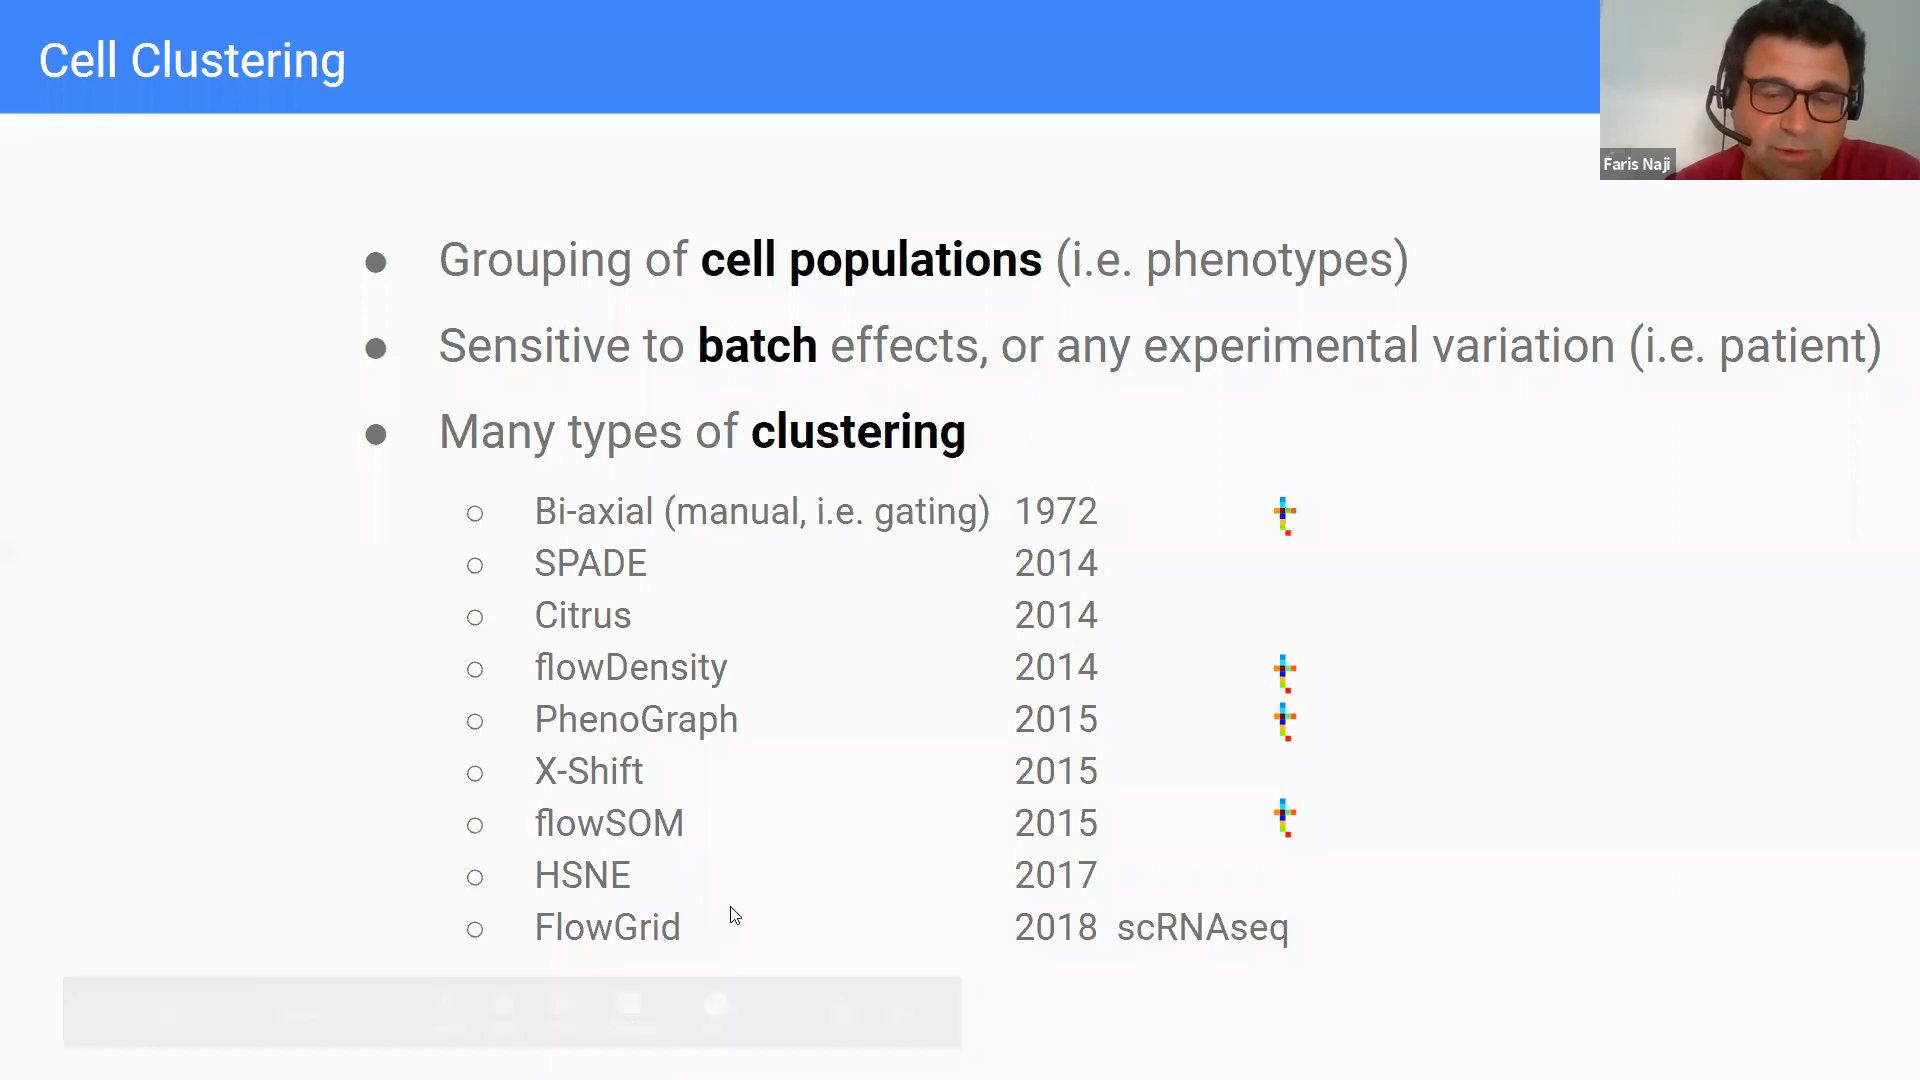 Cell Clustering
Faris Naji
● Grouping of cell populations (i.e. phenotypes)
● Sensitive to batch effects, or any experimental variation (i.e. patient)
● Many types of clustering
○ Bi-axial (manual, i.e. gating) 1972
○ SPADE 2014
○ Citrus 2014
○ flowDensity 2014
○ PhenoGraph 2015
○ X-Shift 2015
○ flowSOM 2015
○ HSNE 2017
○ FlowGrid 2018 scRNAseq